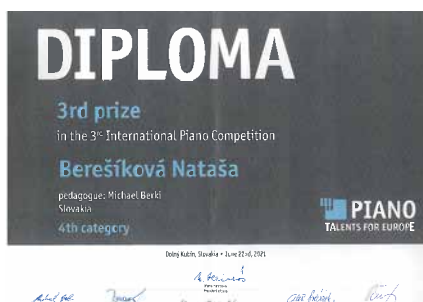 DIPLOMA
3rd prize
in the 3rd International Piano Competition
Berešíková Nataša
pedagogue: Michael Berki
Slovakia
4th category
PIANO
TALENTS FOR EUROPE
Dolný Kubín, Slovakia • June 22nd, 2021